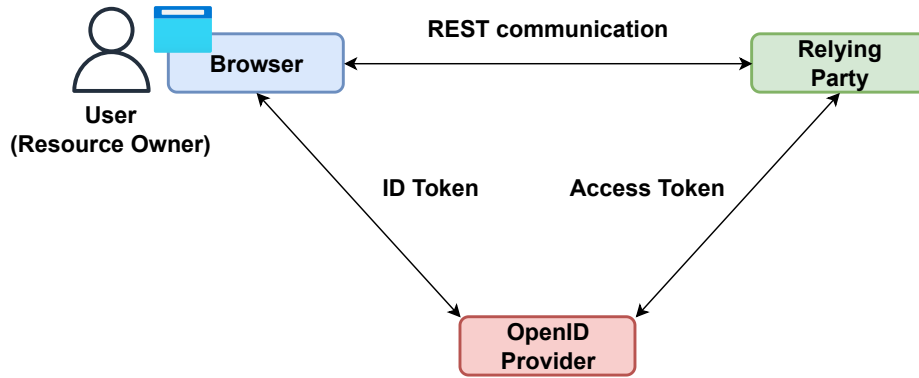 REST communication
Browser
Relying
Party
User
(Resource Owner)
ID Token
Access Token
OpenID
Provider